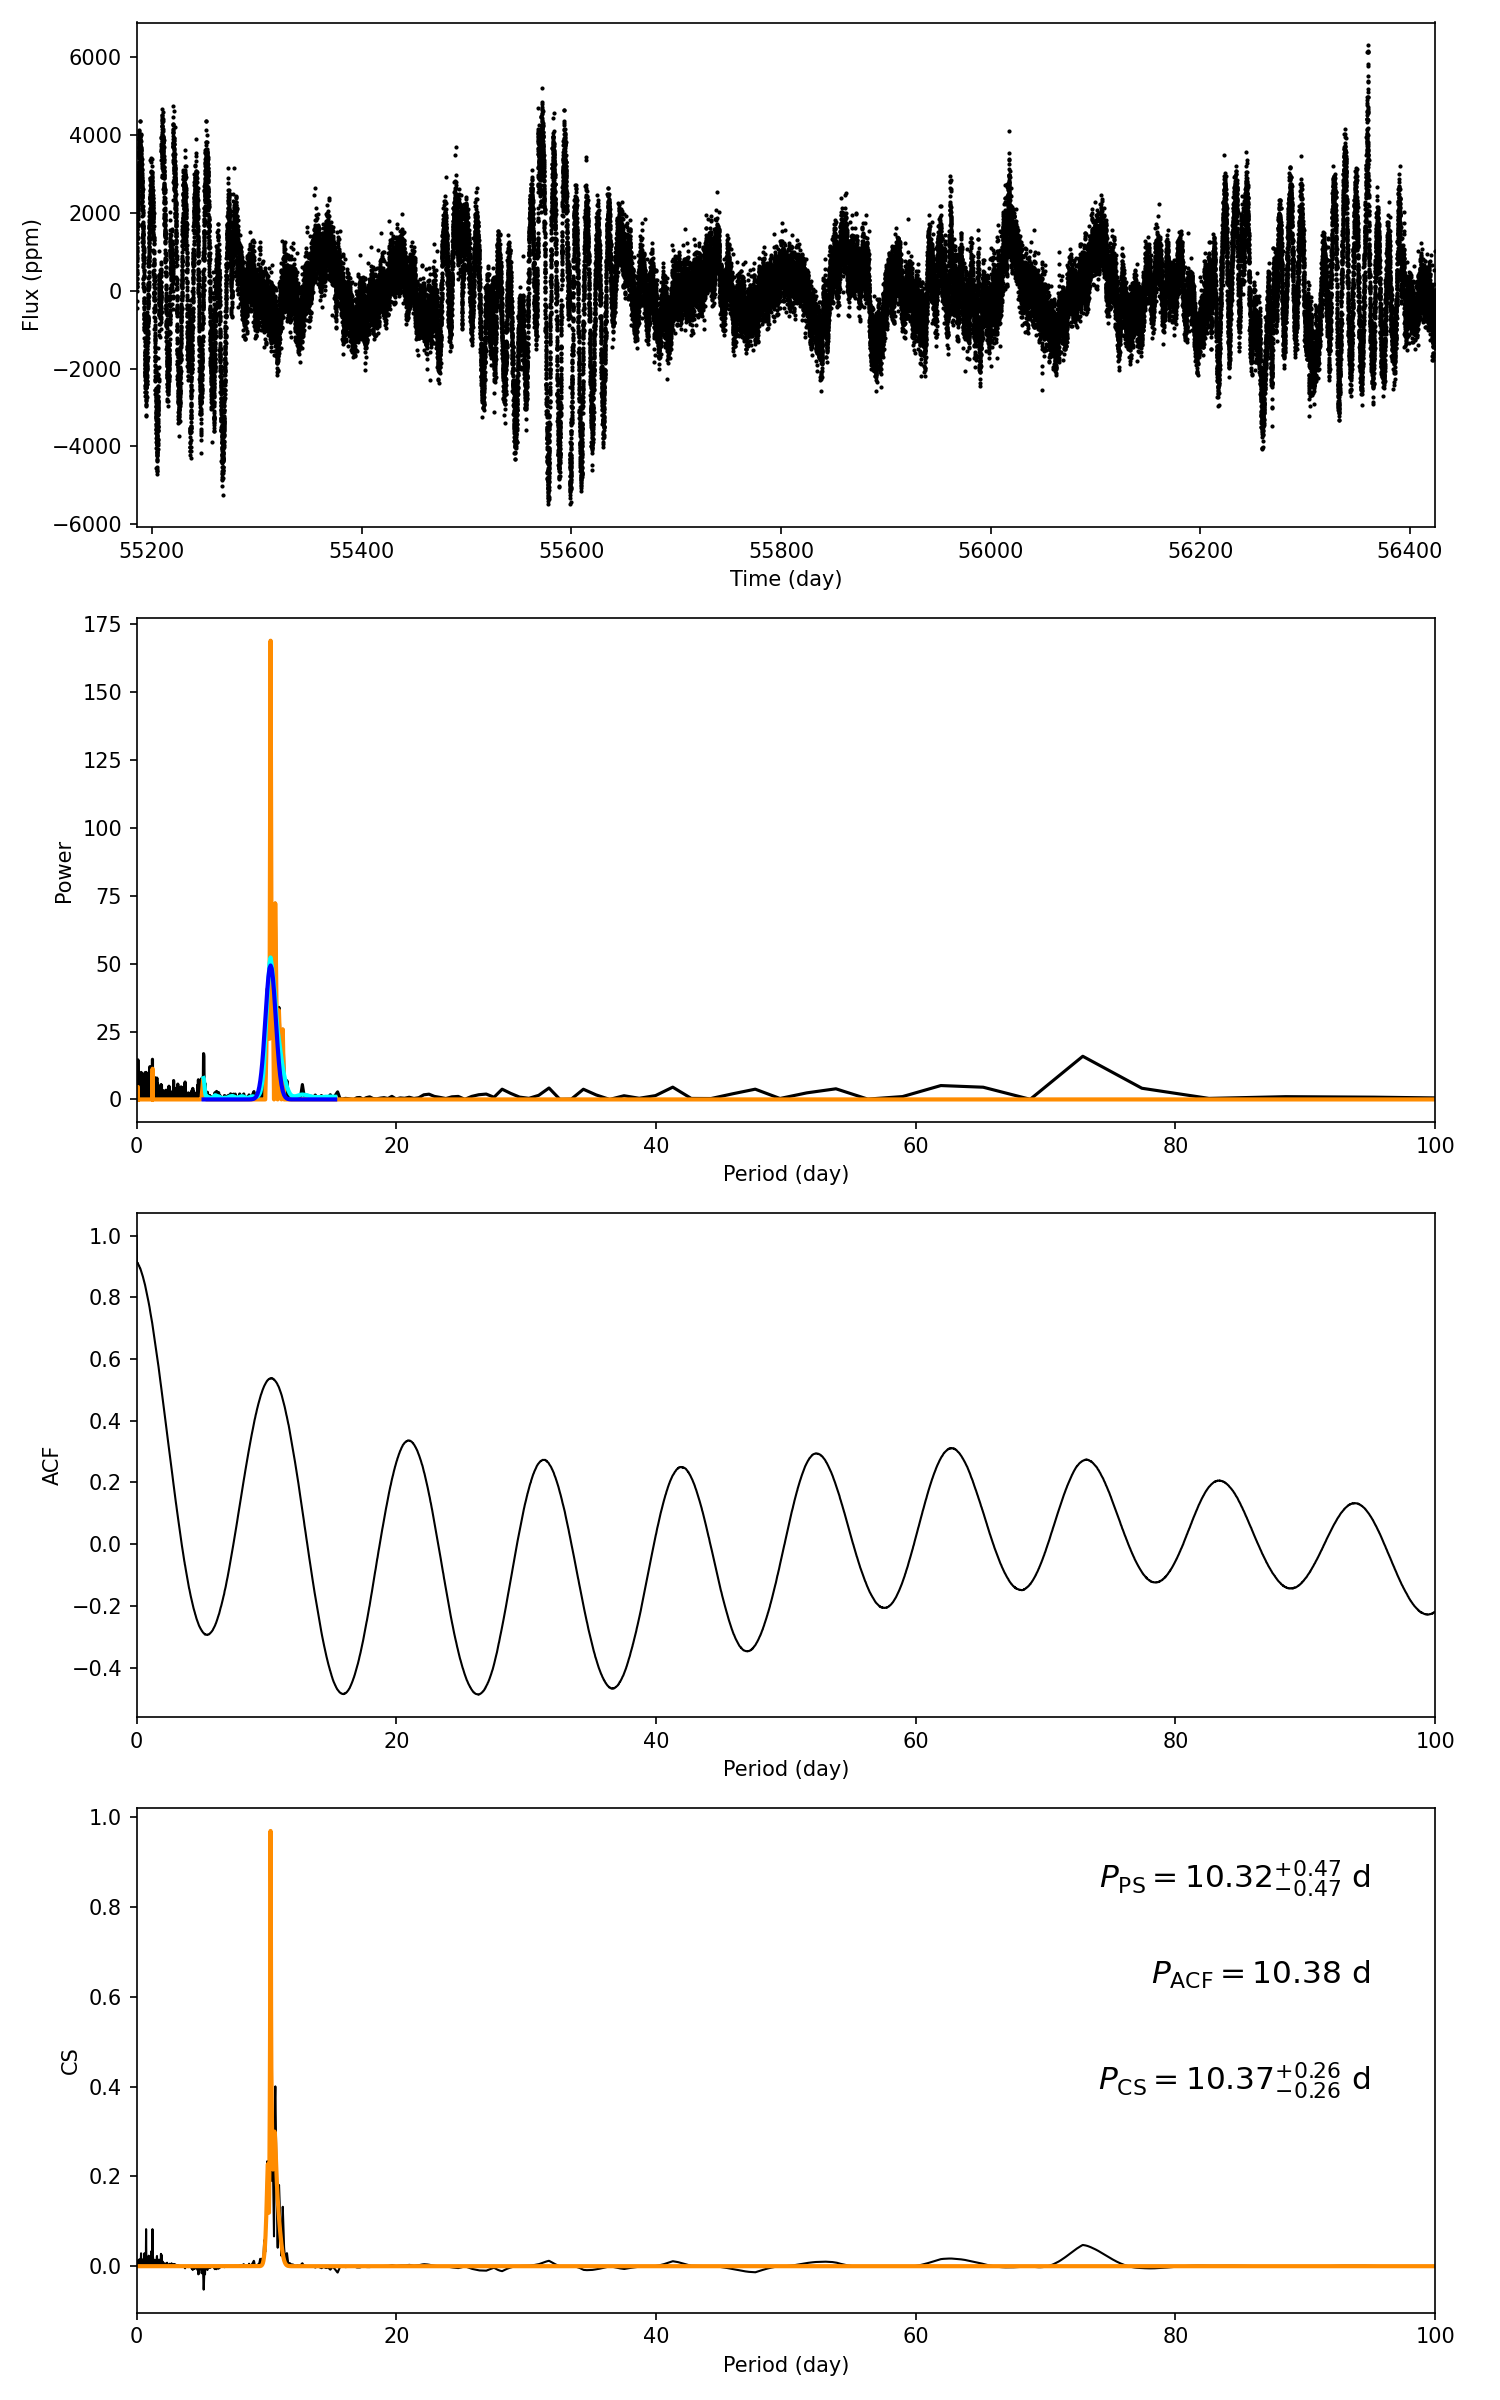 6000
4000
2000
0
−2000
−4000
−6000
Flux (ppm)
55200 55400 55600 55800 56000 56200 56400
Time (day)
175
150
125
100
75
50
25
0
Power
0 20 40 60 80 100
Period (day)
1.0
0.8
0.6
0.4
0.2
0.0
−0.2
−0.4
ACF
0 20 40 60 80 100
Period (day)
1.0
0.8
0.6
0.4
0.2
0.0
CS
P_PS = 10.32^{+0.47}_{−0.47} d
P_ACF = 10.38 d
P_CS = 10.37^{+0.26}_{−0.26} d
0 20 40 60 80 100
Period (day)